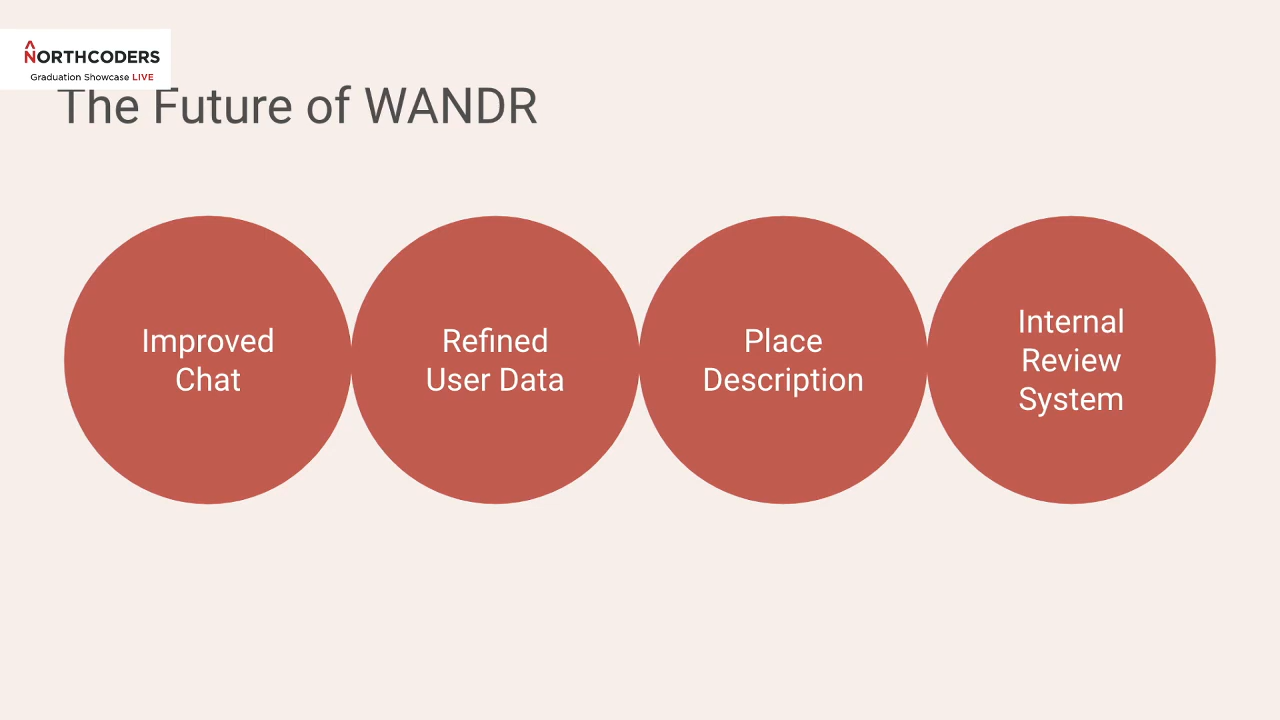 NORTHCODERS
Graduation Showcase LIVE
The Future of WANDR
Improved
Chat
Refined
User Data
Place
Description
Internal
Review
System